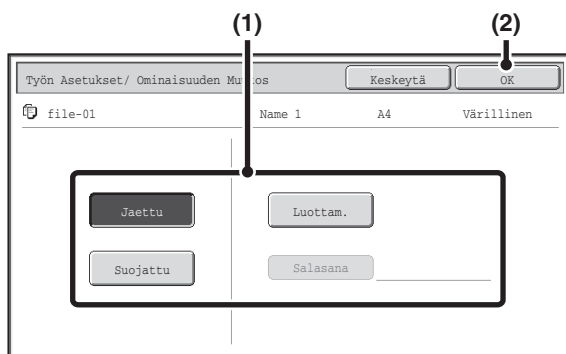 (1) (2)
Työn Asetukset/ Ominaisuuden Muutos Keskeytä OK
file-01 Name 1 A4 Värillinen
Jaettu Luottam.
Suojattu Salasana